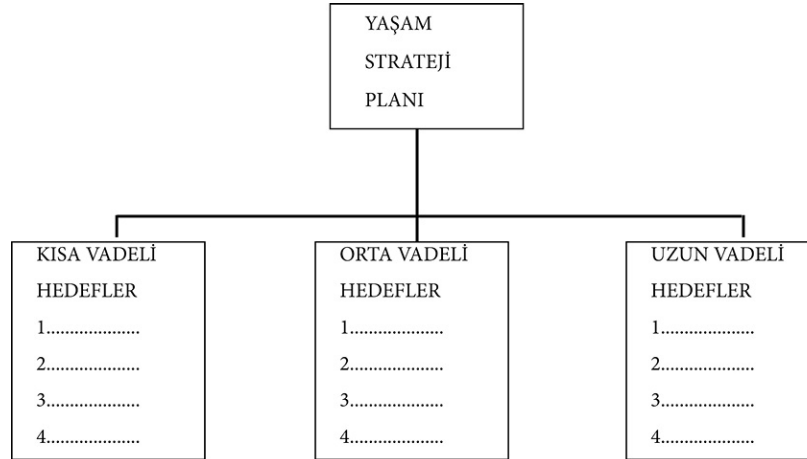 YAŞAM
STRATEJİ
PLANI
KISA VADELİ
HEDEFLER
1....................
2....................
3....................
4....................
ORTA VADELİ
HEDEFLER
1....................
2....................
3....................
4....................
UZUN VADELİ
HEDEFLER
1....................
2....................
3....................
4....................